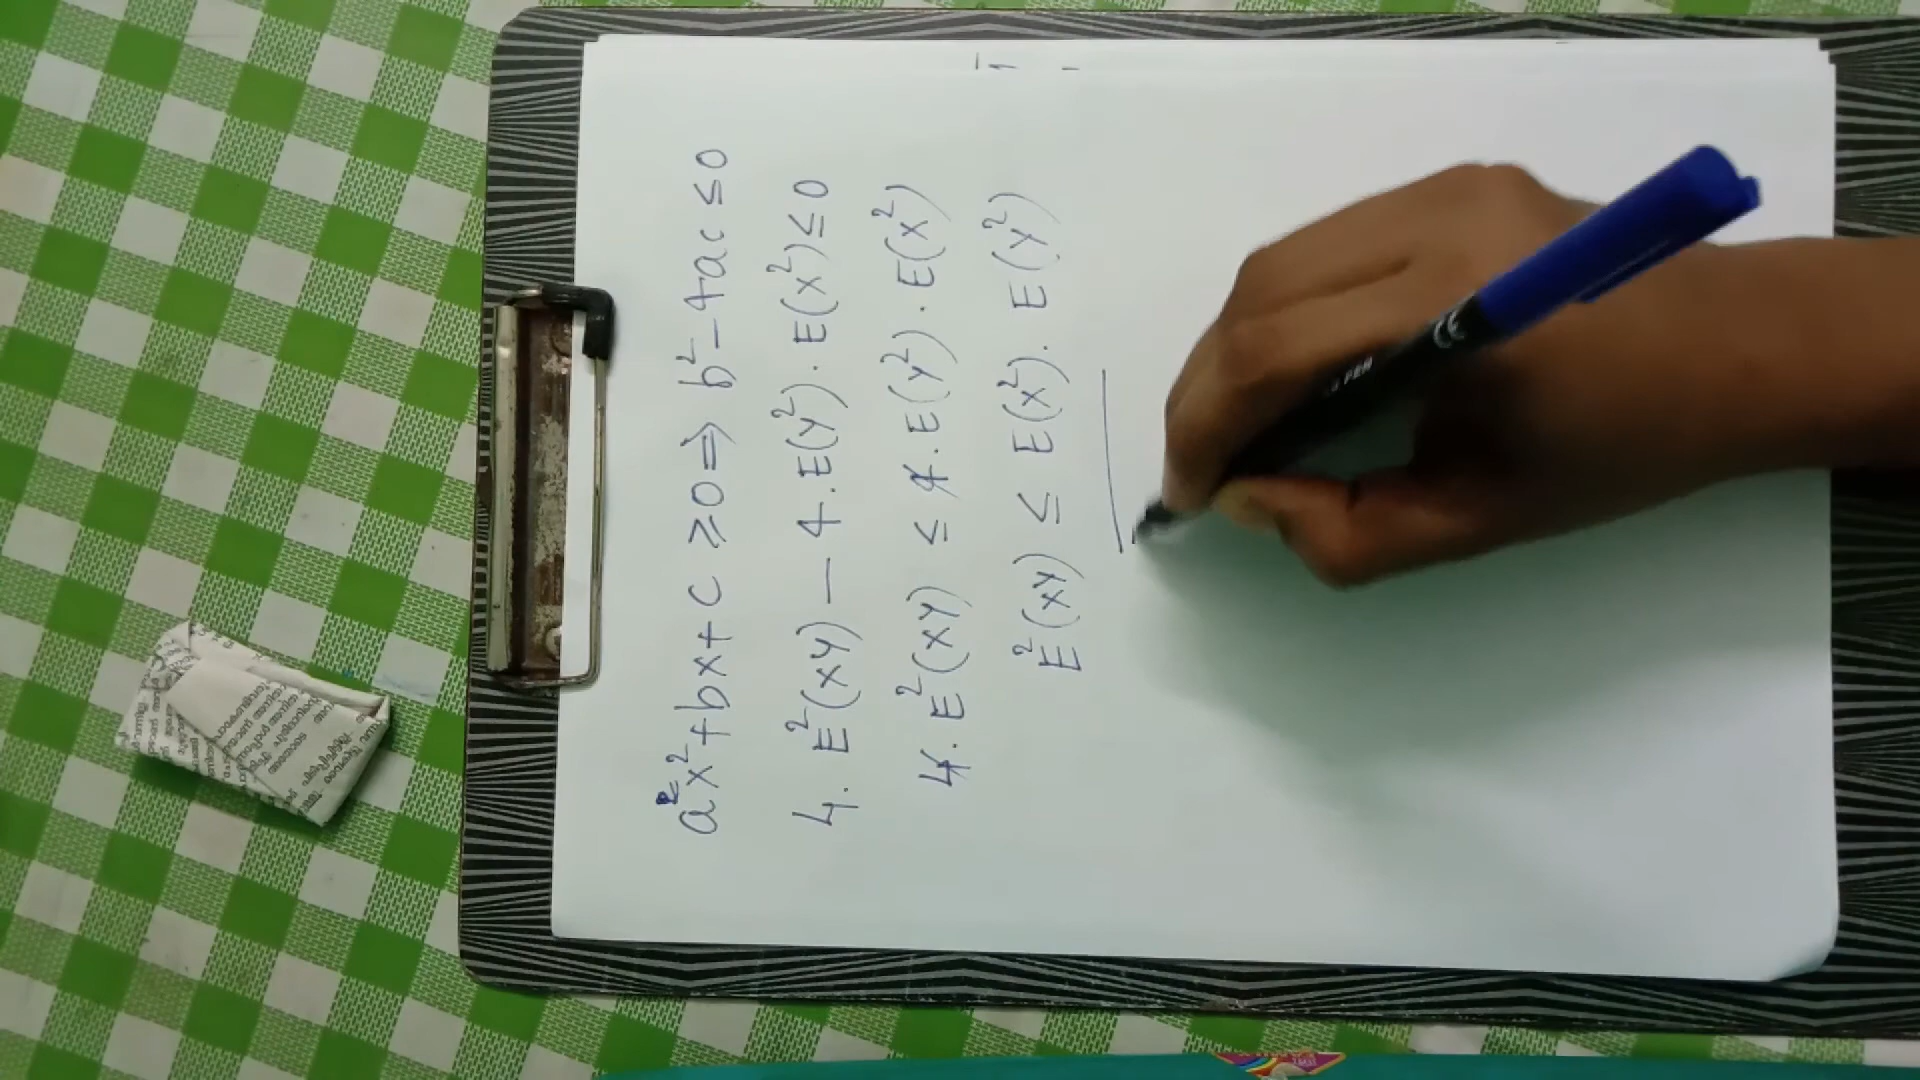 ax²+bx+c ≥0 ⇒ b²-4ac ≤0
4. E²(XY) — 4. E(Y²). E(X²) ≤0
4. E²(XY) ≤ 4. E(Y²). E(X²)
E²(XY) ≤ E(X²). E(Y²)